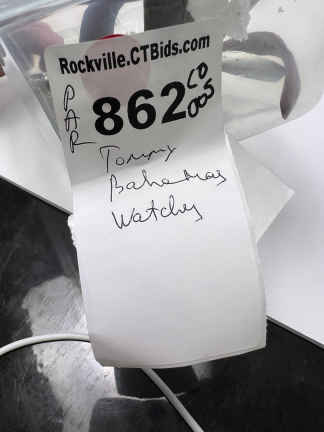 Rockville.CTBids.com
PAR
862
CO
005
Tommy
Bahamas
Watches